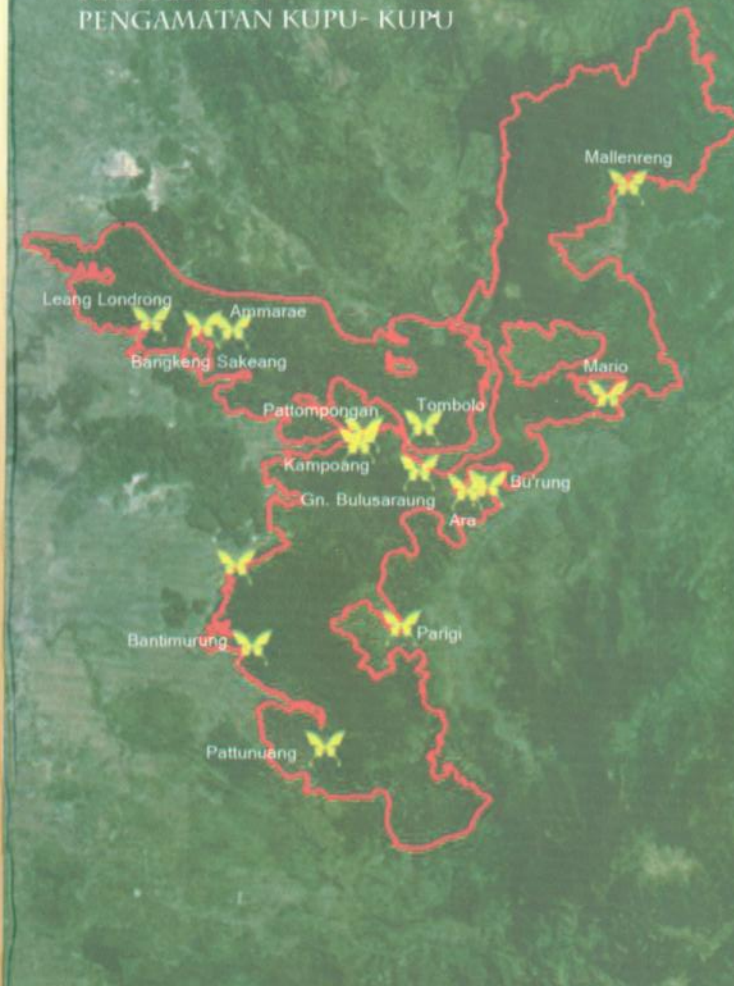 PENGAMATAN KUPU- KUPU
Mallenreng
Leang Londrong
Ammarae
Bangkeng Sakeang
Mario
Pattompongan
Tombolo
Kampoang
Bu'rung
Gn. Bulusaraung
Ara
Bantimurung
Parigi
Pattunuang